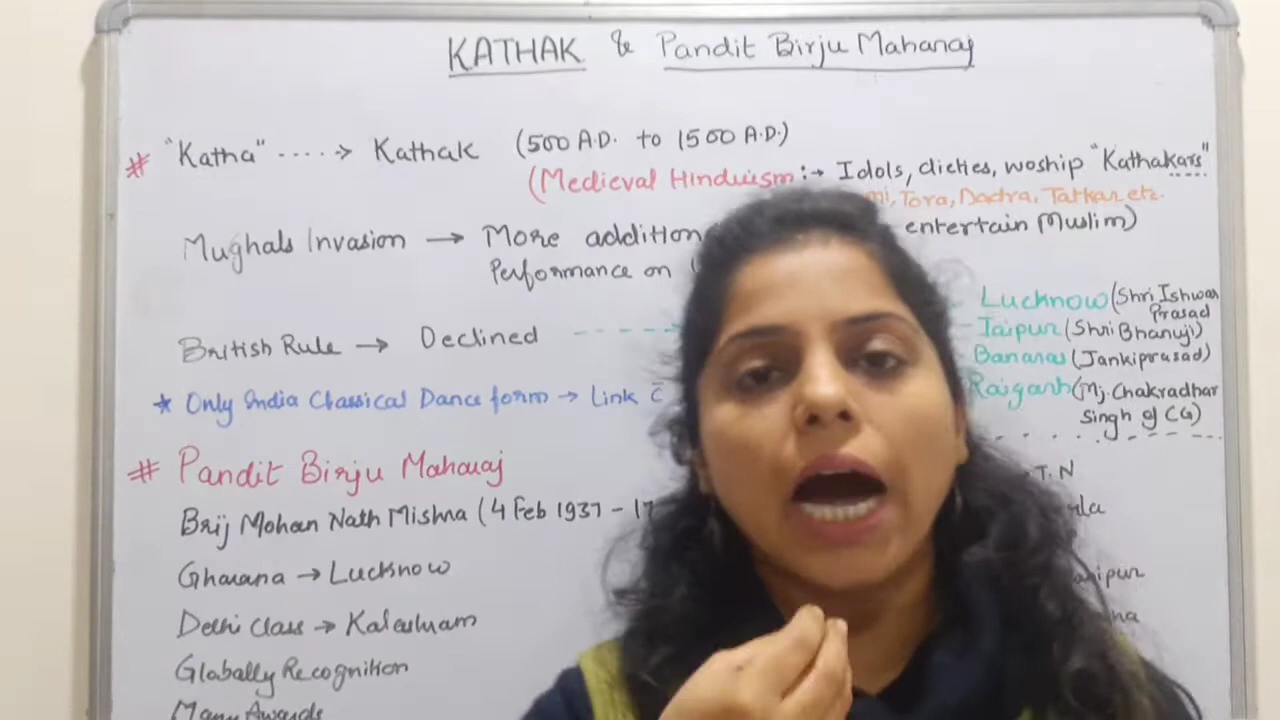 KATHAK & Pandit Birju Maharaj
# "Katha" ....> Kathak (500 A.D. to 1500 A.D.)
(Medieval Hinduism :→ Idols, dieties, woship "Kathakars"
mi, Tora, Dadra, Tatkar etc.
Mughals Invasion → More addition entertain Muslim)
Performance on
British Rule → Declined
Lucknow (Shri Ishwar Prasad
Jaipur (Shri Bhanuji)
Banaras (Jankiprasad)
Raigarh (Mj. Chakradhar Singh of CG)
* Only India Classical Dance form → Link c̄
# Pandit Birju Maharaj
T.N
Brij Mohan Nath Mishra (4 Feb 1937 - 17
Gharana → Lucknow
Delhi Class → Kalashram
Globally Recognition
Many Awards